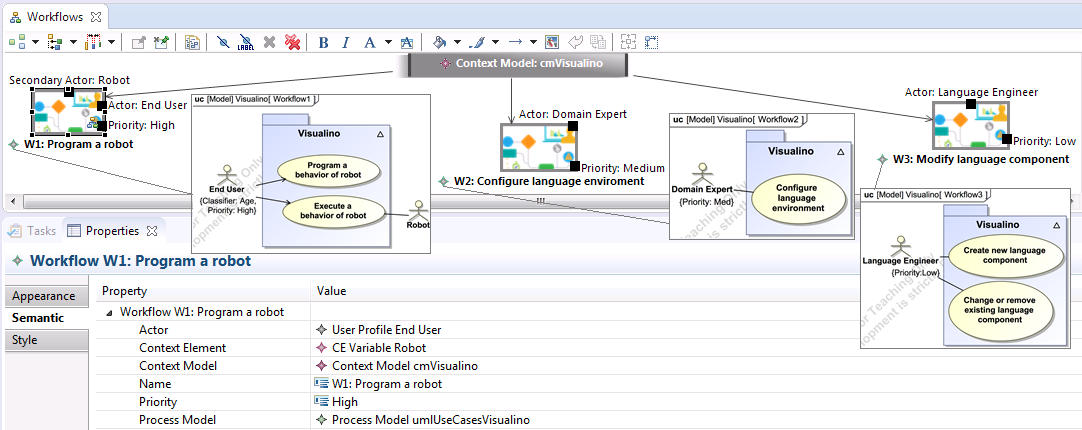 Workflows
LABEL
B I A A
Context Model: cmVisualino
Secondary Actor: Robot
Actor: End User
Priority: High
W1: Program a robot
uc [Model] Visualino[ Workflow1 ]
Visualino
Program a
behavior of robot
Execute a
behavior of robot
End User
{Classifier: Age,
Priority: High}
Robot
Actor: Domain Expert
Priority: Medium
W2: Configure language enviroment
uc [Model] Visualino[ Workflow2 ]
Visualino
Configure
language
environment
Domain Expert
{Priority: Med}
Actor: Language Engineer
Priority: Low
W3: Modify language component
uc [Model] Visualino[ Workflow3 ]
Visualino
Create new language
component
Change or remove
existing language
component
Language Engineer
{Priority:Low}
Tasks
Properties
Workflow W1: Program a robot
Appearance
Semantic
Style
Property Value
Workflow W1: Program a robot
Actor User Profile End User
Context Element CE Variable Robot
Context Model Context Model cmVisualino
Name W1: Program a robot
Priority High
Process Model Process Model umlUseCasesVisualino